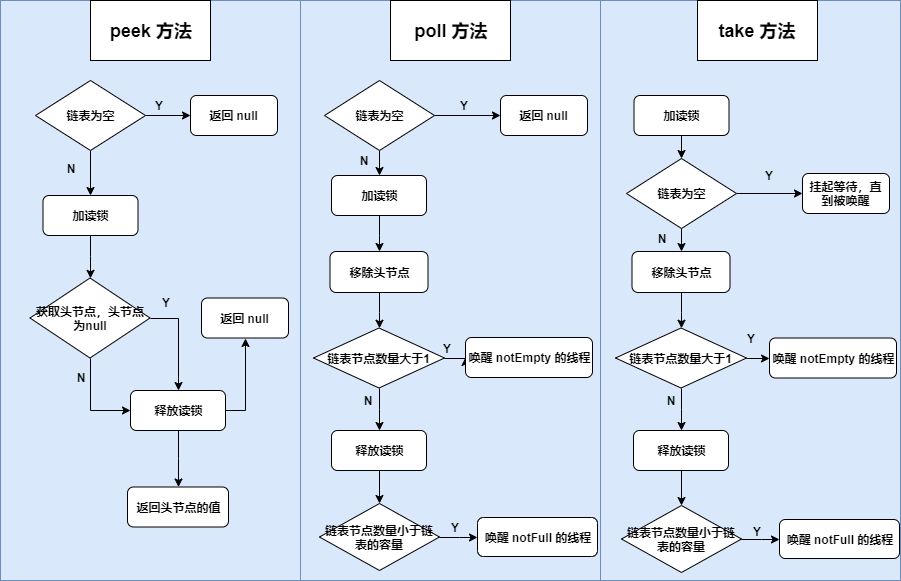 peek 方法
链表为空
Y
返回 null
N
加读锁
获取头节点，头节点
为null
Y
返回 null
N
释放读锁
返回头节点的值
poll 方法
链表为空
Y
返回 null
N
加读锁
移除头节点
链表节点数量大于1
Y
唤醒 notEmpty 的线程
N
释放读锁
链表节点数量小于链
表的容量
Y
唤醒 notFull 的线程
take 方法
加读锁
链表为空
Y
挂起等待，直
到被唤醒
N
移除头节点
链表节点数量大于1
Y
唤醒 notEmpty 的线程
N
释放读锁
链表节点数量小于链
表的容量
Y
唤醒 notFull 的线程